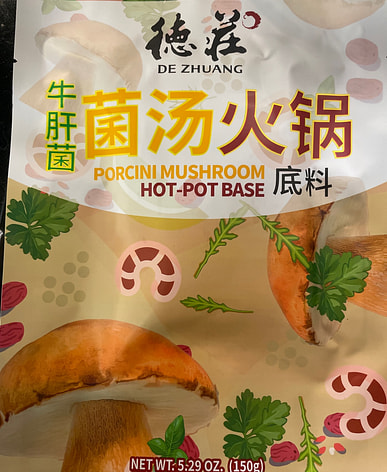 德莊
DE ZHUANG
牛肝菌
菌汤火锅
PORCINI MUSHROOM
HOT-POT BASE
底料
NET WT: 5.29 OZ. (150g)